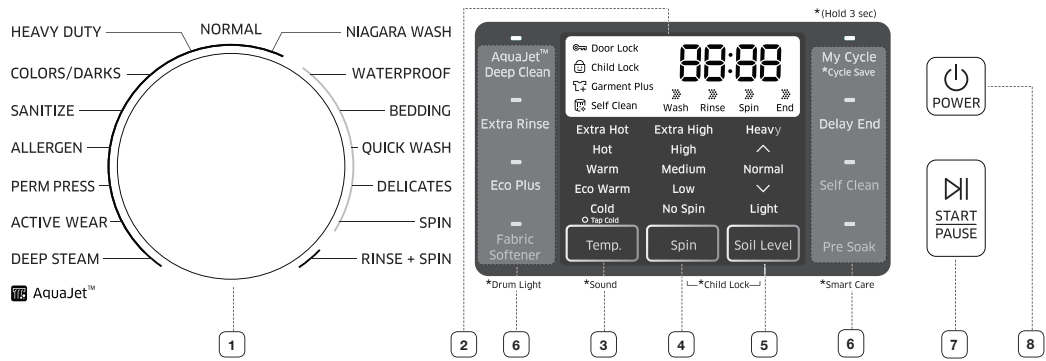 HEAVY DUTY
COLORS/DARKS
SANITIZE
ALLERGEN
PERM PRESS
ACTIVE WEAR
DEEP STEAM
AquaJet™
NORMAL
NIAGARA WASH
WATERPROOF
BEDDING
QUICK WASH
DELICATES
SPIN
RINSE + SPIN
1
2
AquaJet™
Deep Clean
Extra Rinse
Eco Plus
Fabric
Softener
*Drum Light
6
Door Lock
Child Lock
Garment Plus
Self Clean
88:88
Wash Rinse Spin End
Extra Hot Extra High Heavy
Hot High
Warm Medium Normal
Eco Warm Low
Cold No Spin Light
Tap Cold
Temp. Spin Soil Level
*Sound
*Child Lock
3
4
5
*(Hold 3 sec)
My Cycle
*Cycle Save
Delay End
Self Clean
Pre Soak
*Smart Care
6
START
PAUSE
7
POWER
8